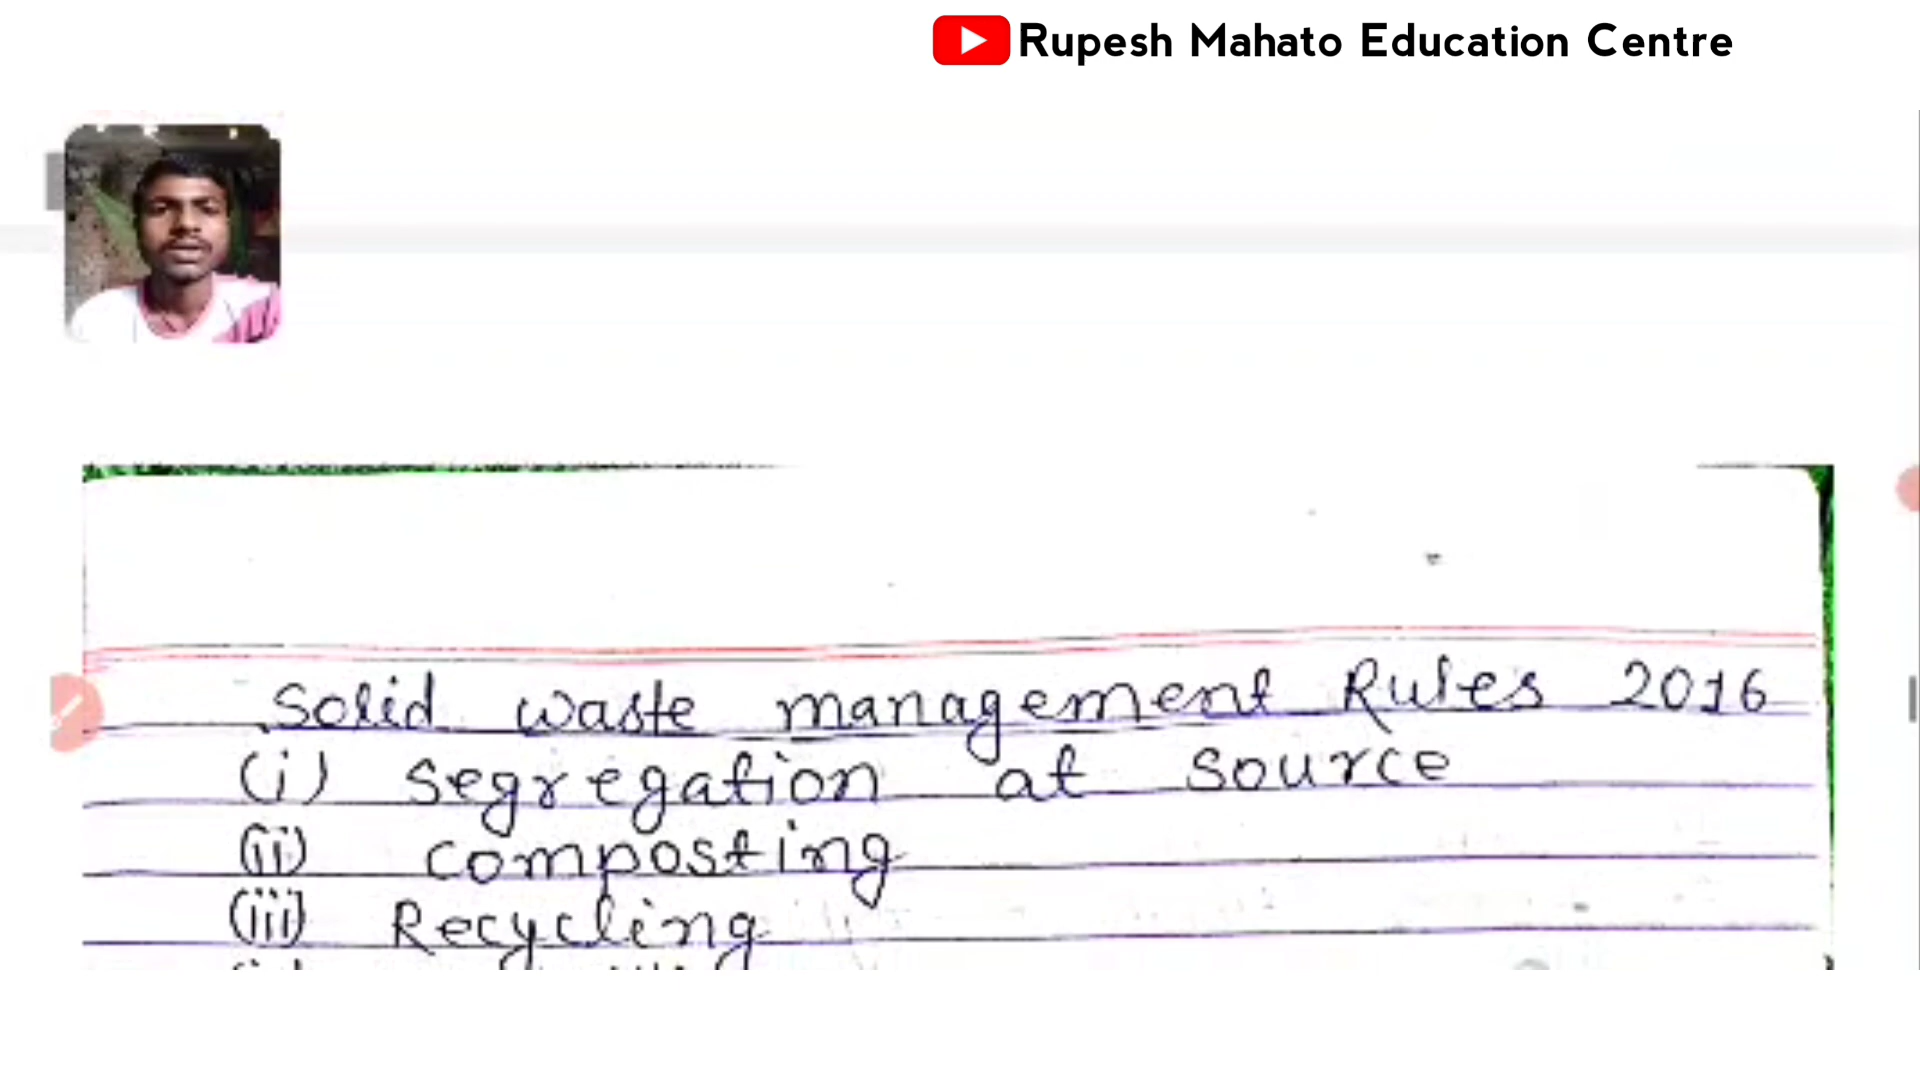 Rupesh Mahato Education Centre
Solid waste management Rules 2016
(i) segregation at source
(ii) composting
(iii) Recycling